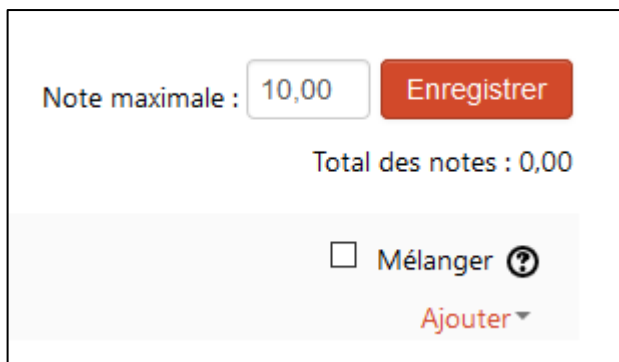 Note maximale : 10,00 Enregistrer
Total des notes : 0,00
Mélanger ?
Ajouter